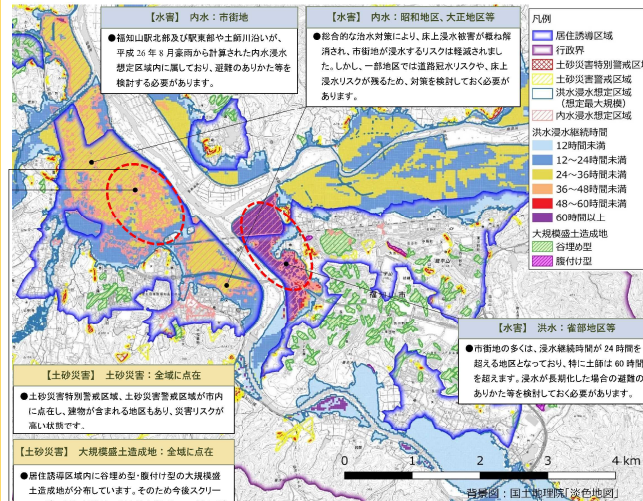 【水害】 内水：市街地
●福知山駅北部及び駅東部や土師川沿いが、
平成 26 年 8 月豪雨から計算された内水浸水
想定区域内に属しており、避難のありかた等を
検討する必要があります。
【水害】 内水：昭和地区、大正地区等
●総合的な治水対策により、床上浸水被害が概ね解
消され、市街地が浸水するリスクは軽減されまし
た。しかし、一部地区では道路冠水リスクや、床上
浸水リスクが残るため、対策を検討しておく必要が
あります。
凡例
居住誘導区域
行政界
土砂災害特別警戒区域
土砂災害警戒区域
洪水浸水想定区域
（想定最大規模）
内水浸水想定区域
洪水浸水継続時間
12時間未満
12～24時間未満
24～36時間未満
36～48時間未満
48～60時間未満
60時間以上
大規模盛土造成地
谷埋め型
腹付け型
福知山市
【水害】 洪水：雀部地区等
●市街地の多くは、浸水継続時間が 24 時間を
超える地区となっており、特に土師は 60 時間
を超えます。浸水が長期化した場合の避難の
ありかた等を検討しておく必要があります。
【土砂災害】 土砂災害：全域に点在
●土砂災害特別警戒区域、土砂災害警戒区域が市内
に点在し、建物が含まれる地区もあり、災害リスクが
高い状態です。
【土砂災害】 大規模盛土造成地：全域に点在
●居住誘導区域内に谷埋め型・腹付け型の大規模盛
土造成地が分布しています。そのため今後スクリー
0 1 2 3 4 km
背景図：国土地理院「淡色地図」